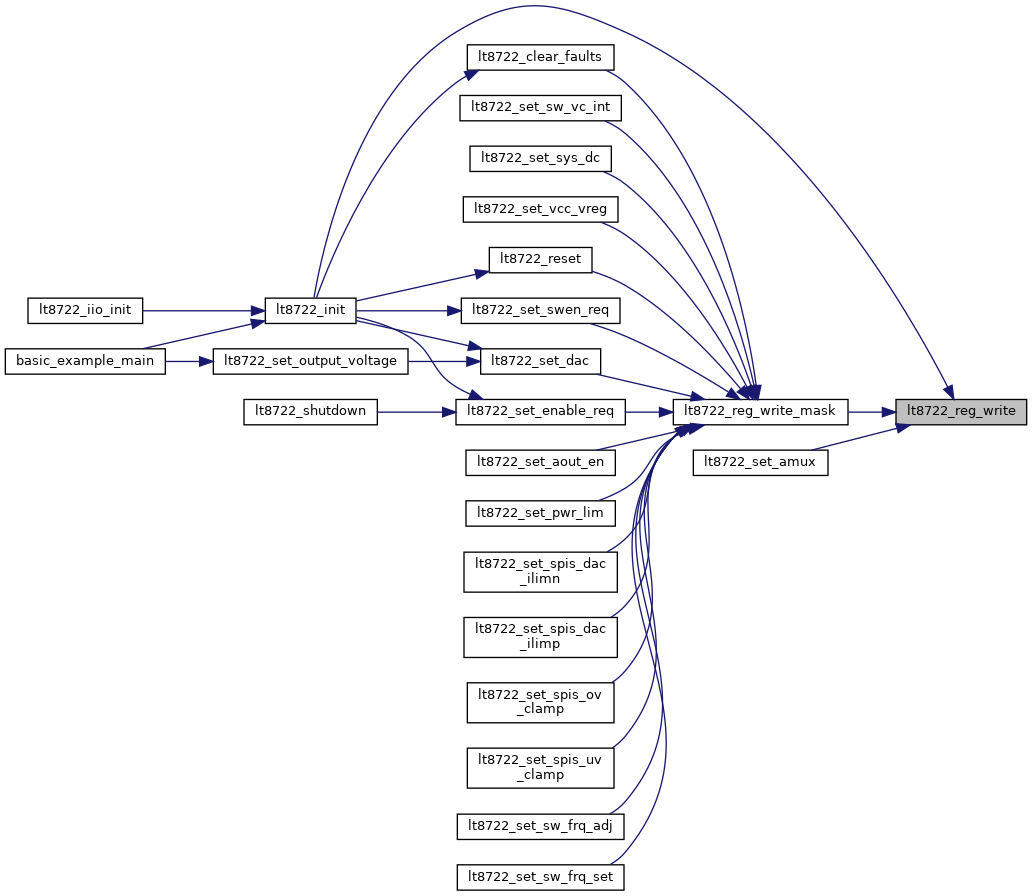 lt8722_clear_faults
lt8722_set_sw_vc_int
lt8722_set_sys_dc
lt8722_set_vcc_vreg
lt8722_reset
lt8722_iio_init
lt8722_init
lt8722_set_swen_req
basic_example_main
lt8722_set_output_voltage
lt8722_set_dac
lt8722_shutdown
lt8722_set_enable_req
lt8722_reg_write_mask
lt8722_reg_write
lt8722_set_aout_en
lt8722_set_amux
lt8722_set_pwr_lim
lt8722_set_spis_dac
_ilimn
lt8722_set_spis_dac
_ilimp
lt8722_set_spis_ov
_clamp
lt8722_set_spis_uv
_clamp
lt8722_set_sw_frq_adj
lt8722_set_sw_frq_set